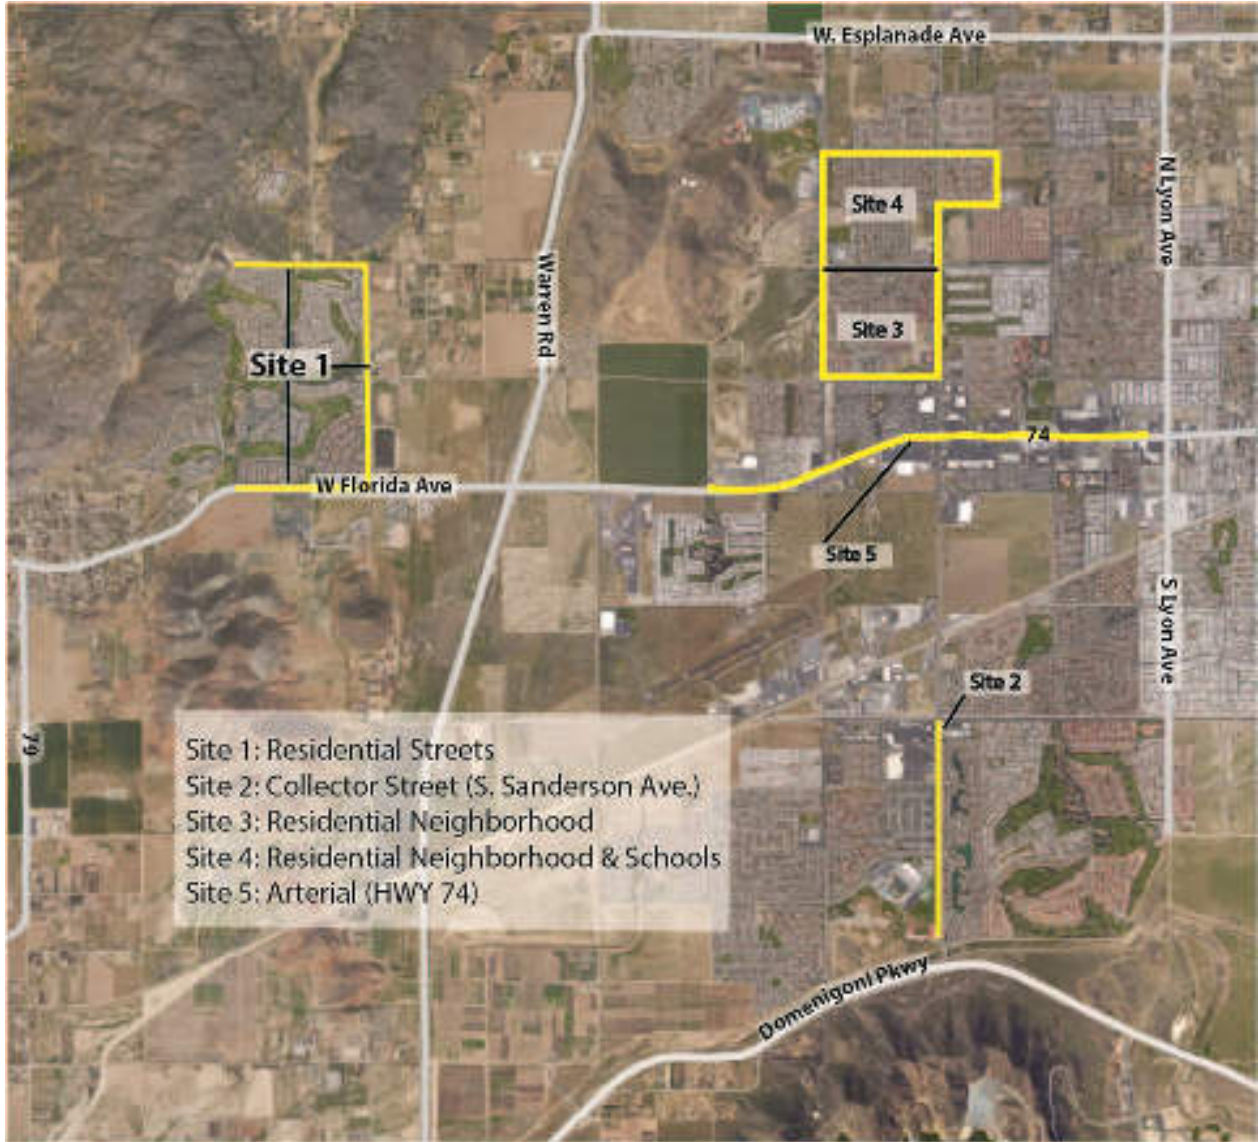 W. Esplanade Ave
N Lyon Ave
Site 4
Warren Rd
Site 3
Site 1
74
W Florida Ave
Site 5
S Lyon Ave
Site 2
79
Site 1: Residential Streets
Site 2: Collector Street (S. Sanderson Ave.)
Site 3: Residential Neighborhood
Site 4: Residential Neighborhood & Schools
Site 5: Arterial (HWY 74)
Domenigoni Pkwy